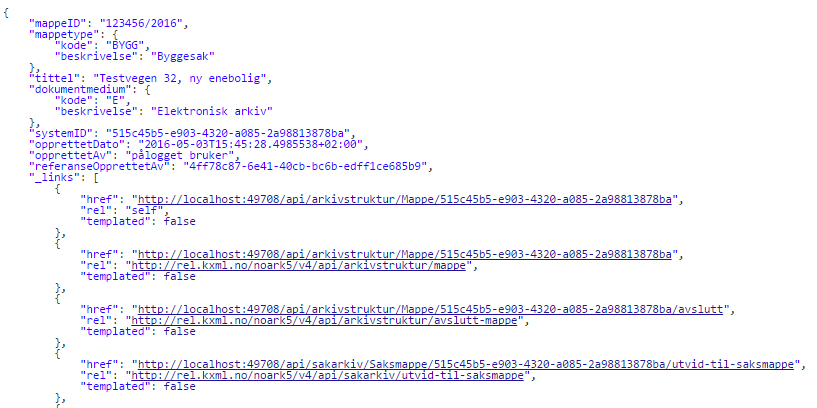 {
    "mappeID": "123456/2016",
    "mappetype": {
        "kode": "BYGG",
        "beskrivelse": "Byggesak"
    },
    "tittel": "Testvegen 32, ny enebolig",
    "dokumentmedium": {
        "kode": "E",
        "beskrivelse": "Elektronisk arkiv"
    },
    "systemID": "515c45b5-e903-4320-a085-2a98813878ba",
    "opprettetDato": "2016-05-03T15:45:28.4985538+02:00",
    "opprettetAv": "pålogget bruker",
    "referanseOpprettetAv": "4ff78c87-6e41-40cb-bc6b-edff1ce685b9",
    "_links": [
        {
            "href": "http://localhost:49708/api/arkivstruktur/Mappe/515c45b5-e903-4320-a085-2a98813878ba",
            "rel": "self",
            "templated": false
        },
        {
            "href": "http://localhost:49708/api/arkivstruktur/Mappe/515c45b5-e903-4320-a085-2a98813878ba",
            "rel": "http://rel.kxml.no/noark5/v4/api/arkivstruktur/mappe",
            "templated": false
        },
        {
            "href": "http://localhost:49708/api/arkivstruktur/Mappe/515c45b5-e903-4320-a085-2a98813878ba/avslutt",
            "rel": "http://rel.kxml.no/noark5/v4/api/arkivstruktur/avslutt-mappe",
            "templated": false
        },
        {
            "href": "http://localhost:49708/api/sakarkiv/Saksmappe/515c45b5-e903-4320-a085-2a98813878ba/utvid-til-saksmappe",
            "rel": "http://rel.kxml.no/noark5/v4/api/sakarkiv/utvid-til-saksmappe",
            "templated": false
        },
        {